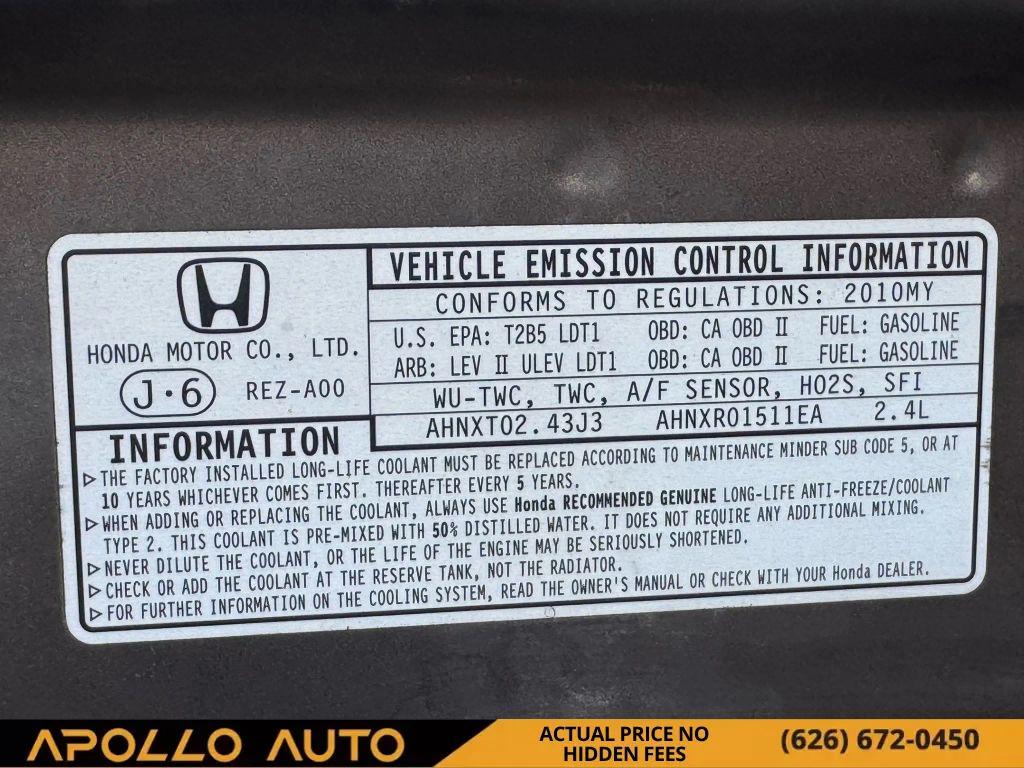 VEHICLE EMISSION CONTROL INFORMATION
CONFORMS TO REGULATIONS: 2010MY
U.S. EPA: T2B5 LDT1 OBD: CA OBD II FUEL: GASOLINE
ARB: LEV II ULEV LDT1 OBD: CA OBD II FUEL: GASOLINE
WU-TWC, TWC, A/F SENSOR, HO2S, SFI
AHNXT02.43J3 AHNXR01511EA 2.4L
HONDA MOTOR CO., LTD.
J·6 REZ-A00
INFORMATION
▷THE FACTORY INSTALLED LONG-LIFE COOLANT MUST BE REPLACED ACCORDING TO MAINTENANCE MINDER SUB CODE 5, OR AT
10 YEARS WHICHEVER COMES FIRST. THEREAFTER EVERY 5 YEARS.
▷WHEN ADDING OR REPLACING THE COOLANT, ALWAYS USE Honda RECOMMENDED GENUINE LONG-LIFE ANTI-FREEZE/COOLANT
TYPE 2. THIS COOLANT IS PRE-MIXED WITH 50% DISTILLED WATER. IT DOES NOT REQUIRE ANY ADDITIONAL MIXING.
▷NEVER DILUTE THE COOLANT, OR THE LIFE OF THE ENGINE MAY BE SERIOUSLY SHORTENED.
▷CHECK OR ADD THE COOLANT AT THE RESERVE TANK, NOT THE RADIATOR.
▷FOR FURTHER INFORMATION ON THE COOLING SYSTEM, READ THE OWNER'S MANUAL OR CHECK WITH YOUR Honda DEALER.
APOLLO AUTO
ACTUAL PRICE NO
HIDDEN FEES
(626) 672-0450